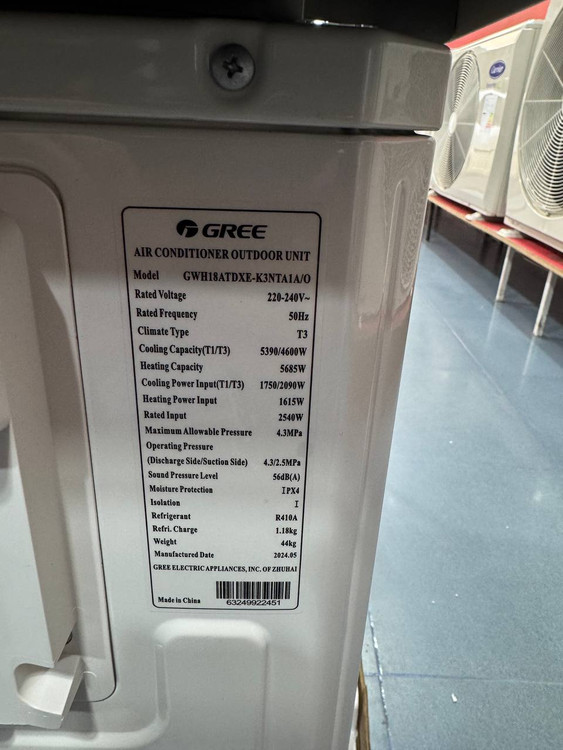 GREE
AIR CONDITIONER OUTDOOR UNIT
Model GWH18ATDXE-K3NTA1A/O
Rated Voltage 220-240V~
Rated Frequency 50Hz
Climate Type T3
Cooling Capacity(T1/T3) 5390/4600W
Heating Capacity 5685W
Cooling Power Input(T1/T3) 1750/2090W
Heating Power Input 1615W
Rated Input 2540W
Maximum Allowable Pressure 4.3MPa
Operating Pressure
(Discharge Side/Suction Side) 4.3/2.5MPa
Sound Pressure Level 56dB(A)
Moisture Protection IPX4
Isolation I
Refrigerant R410A
Refri. Charge 1.18kg
Weight 44kg
Manufactured Date 2024.05
GREE ELECTRIC APPLIANCES, INC. OF ZHUHAI
Made in China 63249922451
Carrier